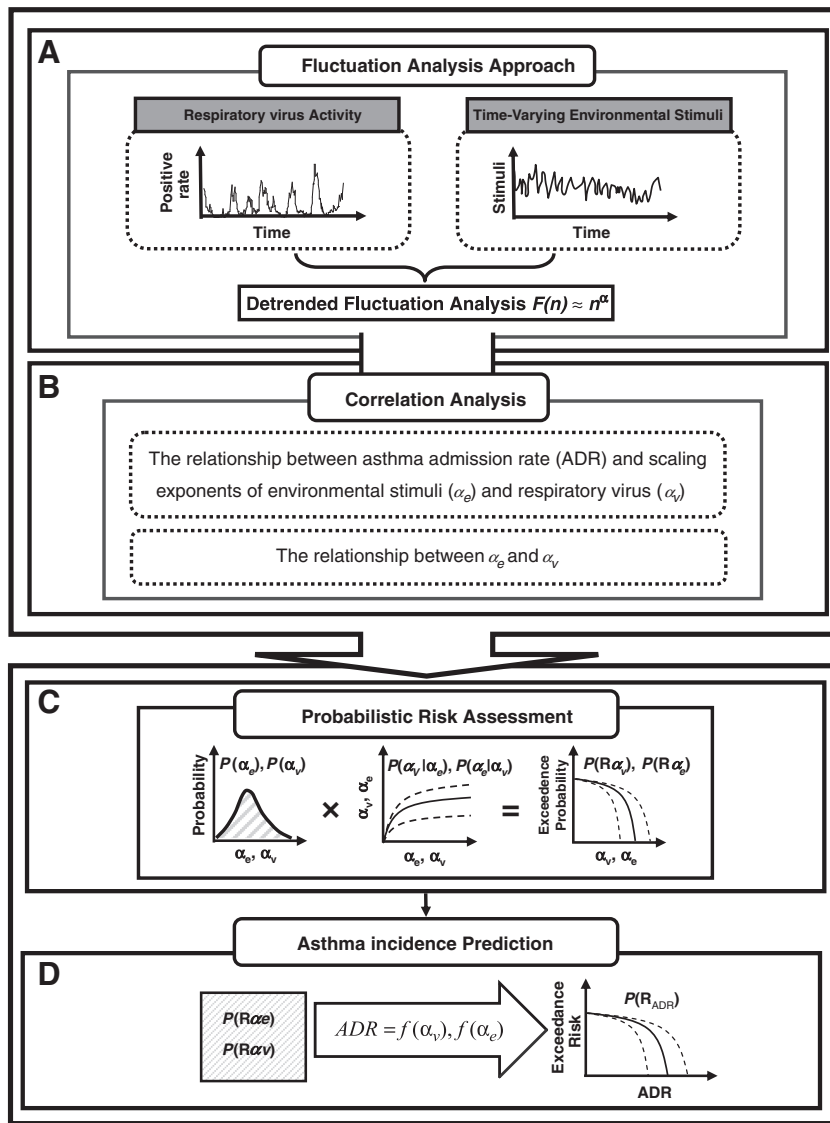 A
Fluctuation Analysis Approach
Respiratory virus Activity
Time-Varying Environmental Stimuli
Positive
rate
Time
Stimuli
Time
Detrended Fluctuation Analysis F(n) ≈ n^α
B
Correlation Analysis
The relationship between asthma admission rate (ADR) and scaling
exponents of environmental stimuli (αe) and respiratory virus (αv)
The relationship between αe and αv
C
Probabilistic Risk Assessment
Probability
P(αe), P(αv)
αe, αv
×
αv, αe
P(αv|αe), P(αe|αv)
αe, αv
=
Exceedence
Probability
P(Rαv), P(Rαe)
αv, αe
Asthma incidence Prediction
D
P(Rαe)
P(Rαv)
ADR = f(αv), f(αe)
Exceedance
Risk
P(RADR)
ADR